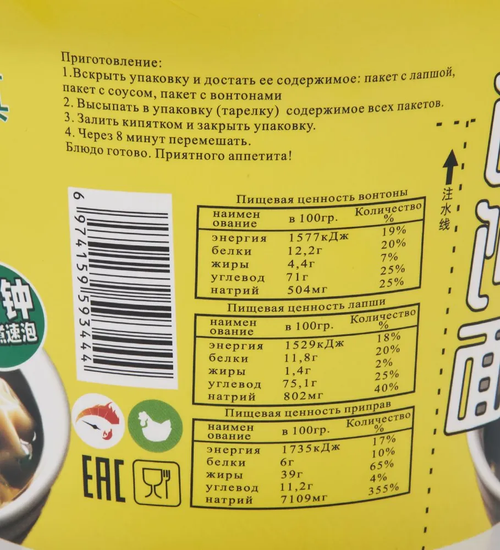 Приготовление:
1.Вскрыть упаковку и достать ее содержимое: пакет с лапшой,
пакет с соусом, пакет с вонтонами
2. Высыпать в упаковку (тарелку) содержимое всех пакетов.
3. Залить кипятком и закрыть упаковку.
4. Через 8 минут перемешать.
Блюдо готово. Приятного аппетита!
注水线
6 974159 593444
Пищевая ценность вонтоны
наимен ование в 100гр. Количество %
энергия 1577кДж 19%
белки 12,2г 20%
жиры 4,4г 7%
углевод 71г 25%
натрий 504мг 25%
Пищевая ценность лапши
наимен ование в 100гр. Количество %
энергия 1529кДж 18%
белки 11,8г 20%
жиры 1,4г 2%
углевод 75,1г 25%
натрий 802мг 40%
Пищевая ценность приправ
наимен ование в 100гр. Количество %
энергия 1735кДж 17%
белки 6г 10%
жиры 39г 65%
углевод 11,2г 4%
натрий 7109мг 355%
钟
煮速泡
EAC
面